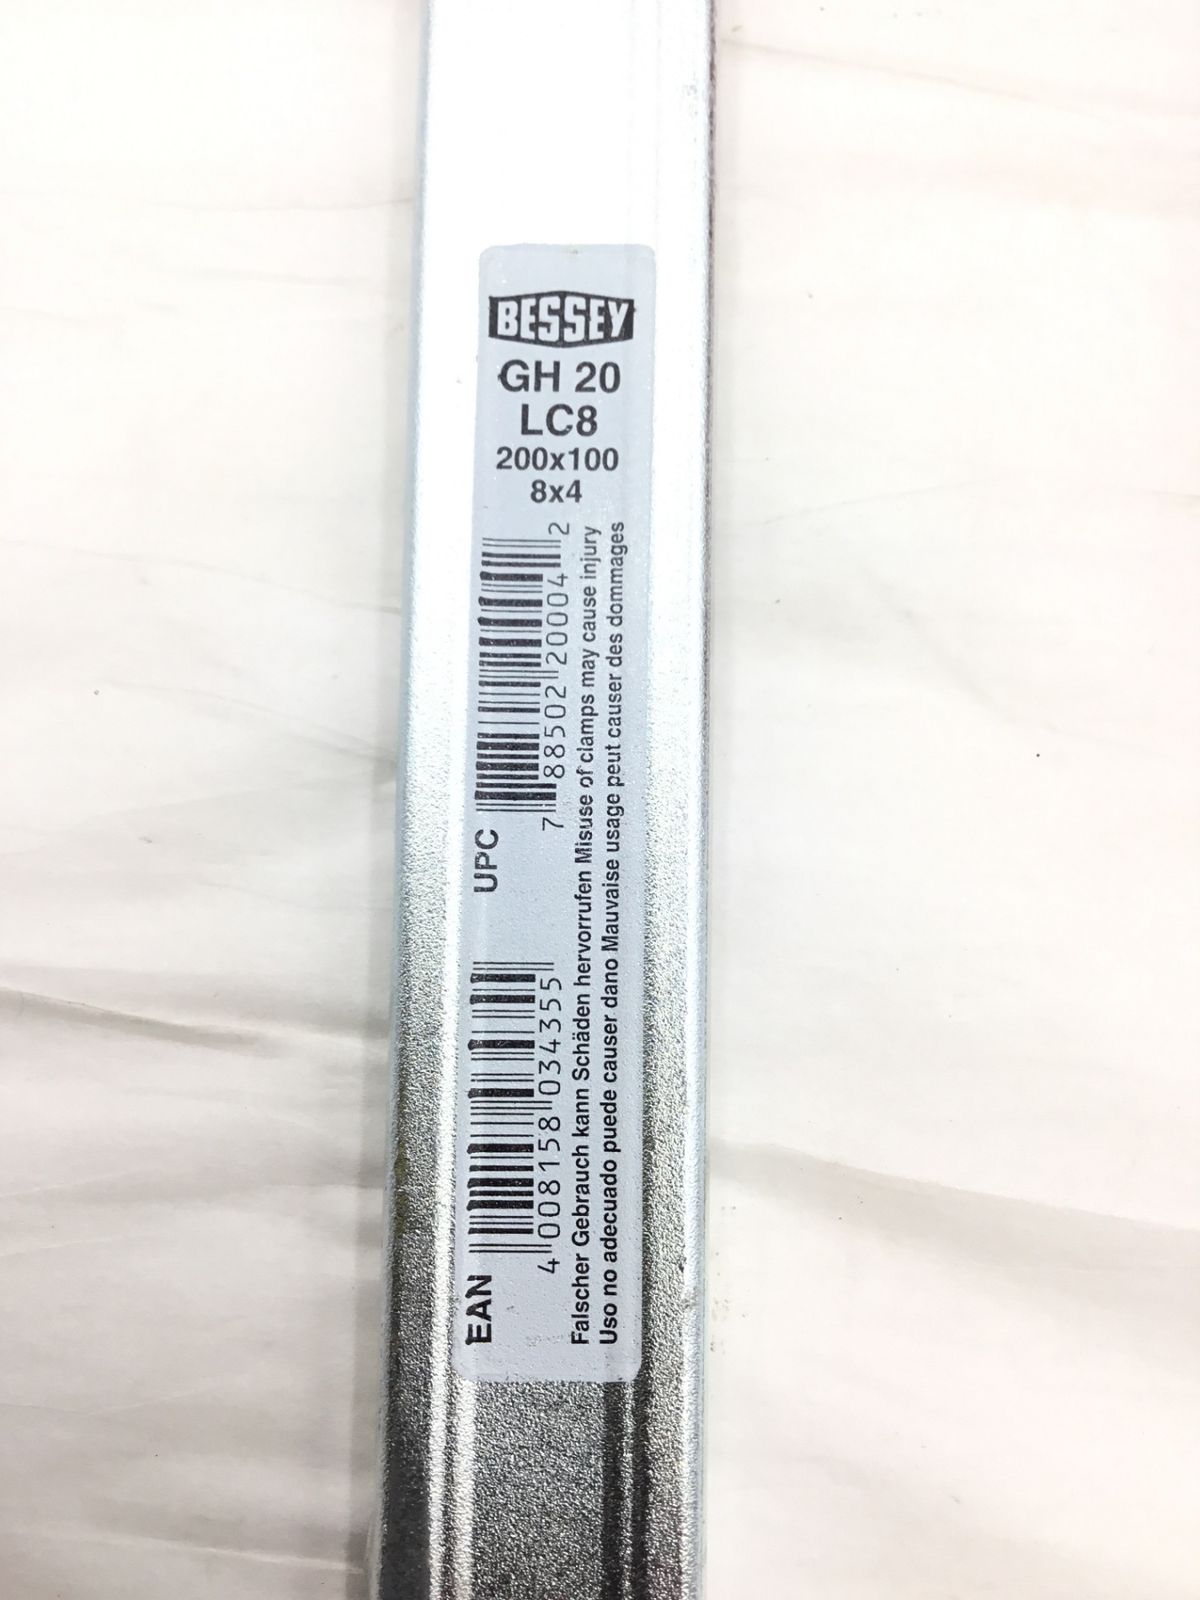 BESSEY
GH 20
LC8
200x100
8x4
EAN
4 008158 034355
UPC
7 88502 20004 2
Falscher Gebrauch kann Schäden hervorrufen Misuse of clamps may cause injury
Uso no adecuado puede causer dano Mauvaise usage peut causer des dommages